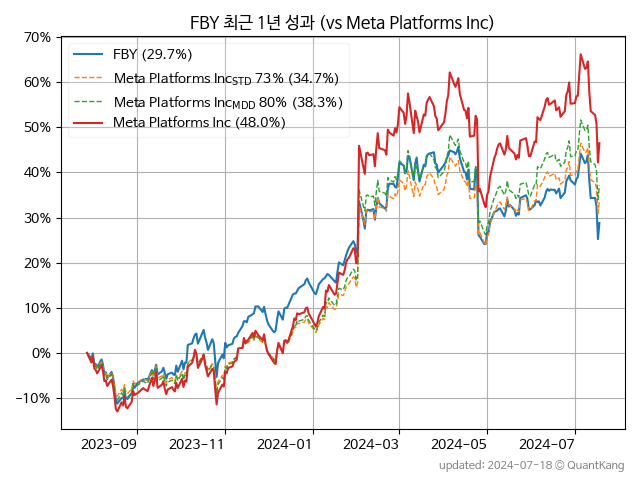 FBY 최근 1년 성과 (vs Meta Platforms Inc)
70%
60%
50%
40%
30%
20%
10%
0%
−10%
FBY (29.7%)
Meta Platforms IncSTD 73% (34.7%)
Meta Platforms IncMDD 80% (38.3%)
Meta Platforms Inc (48.0%)
2023-09 2023-11 2024-01 2024-03 2024-05 2024-07
updated: 2024-07-18 © QuantKang